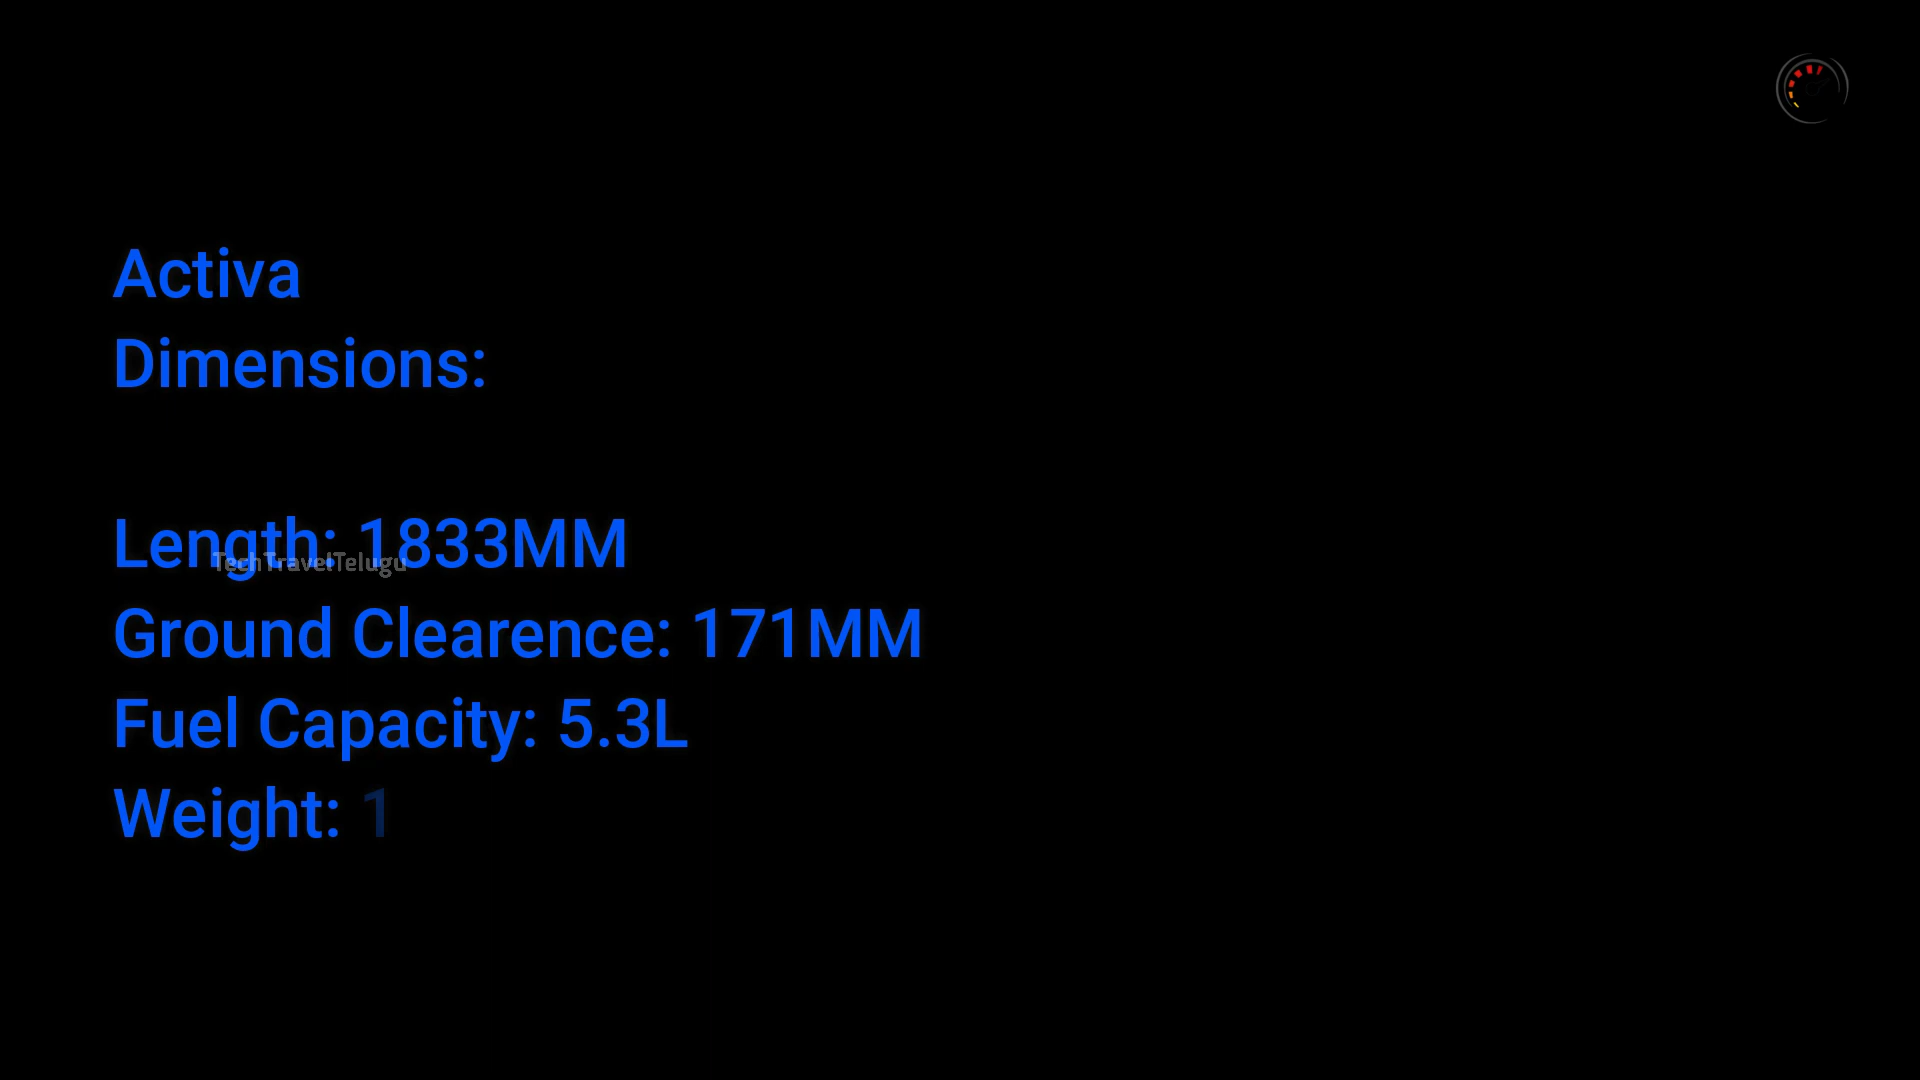 Activa
Dimensions:
Length: 1833MM
TechTravelTelugu
Ground Clearence: 171MM
Fuel Capacity: 5.3L
Weight: 1